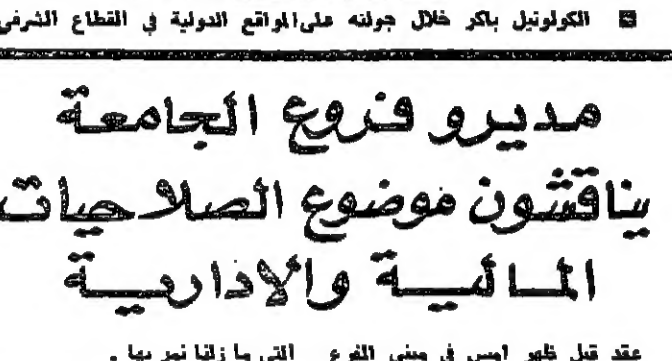 الكولونيل باكر خلال جولته على المواقع الدولية في القطاع الشرقي
مديرو فروع الجامعة
يناقشون موضوع الصلاحيات
المالية والادارية
عقد قبل ظهر امس في مبنى الفرع
التي ما زلنا نمر بها .